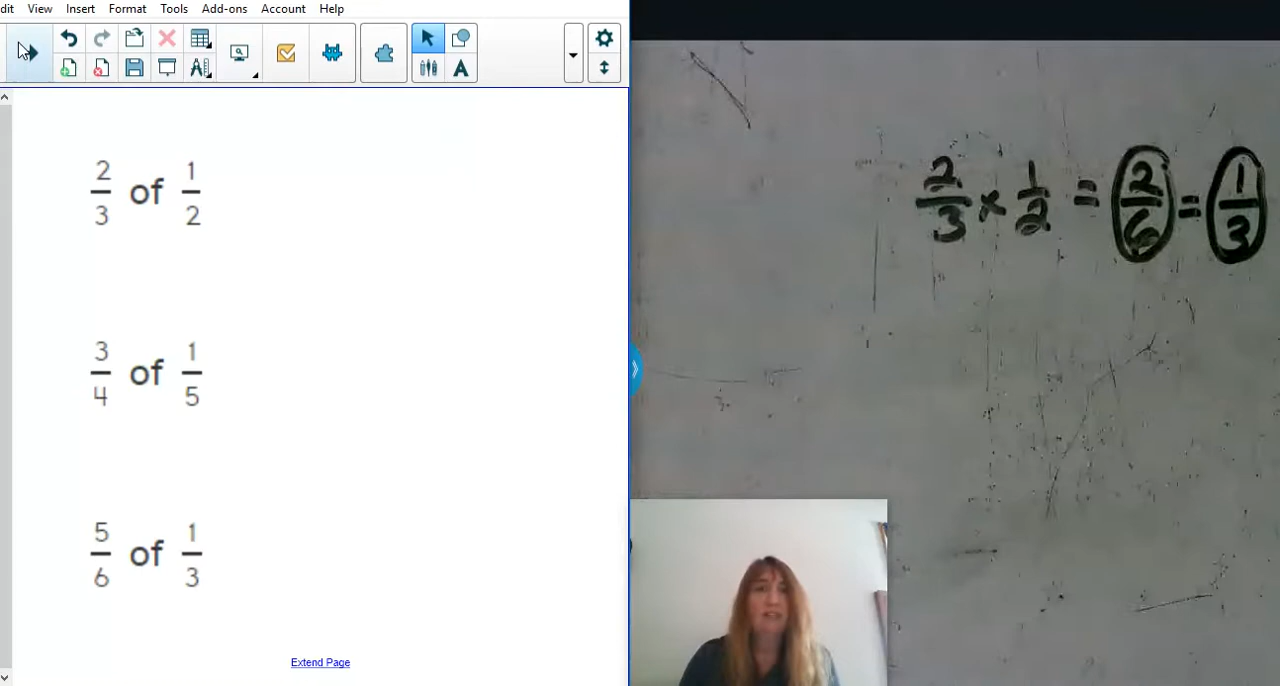 dit View Insert Format Tools Add-ons Account Help
2/3 of 1/2
3/4 of 1/5
5/6 of 1/3
Extend Page
2/3 x 1/2 = 2/6 = 1/3